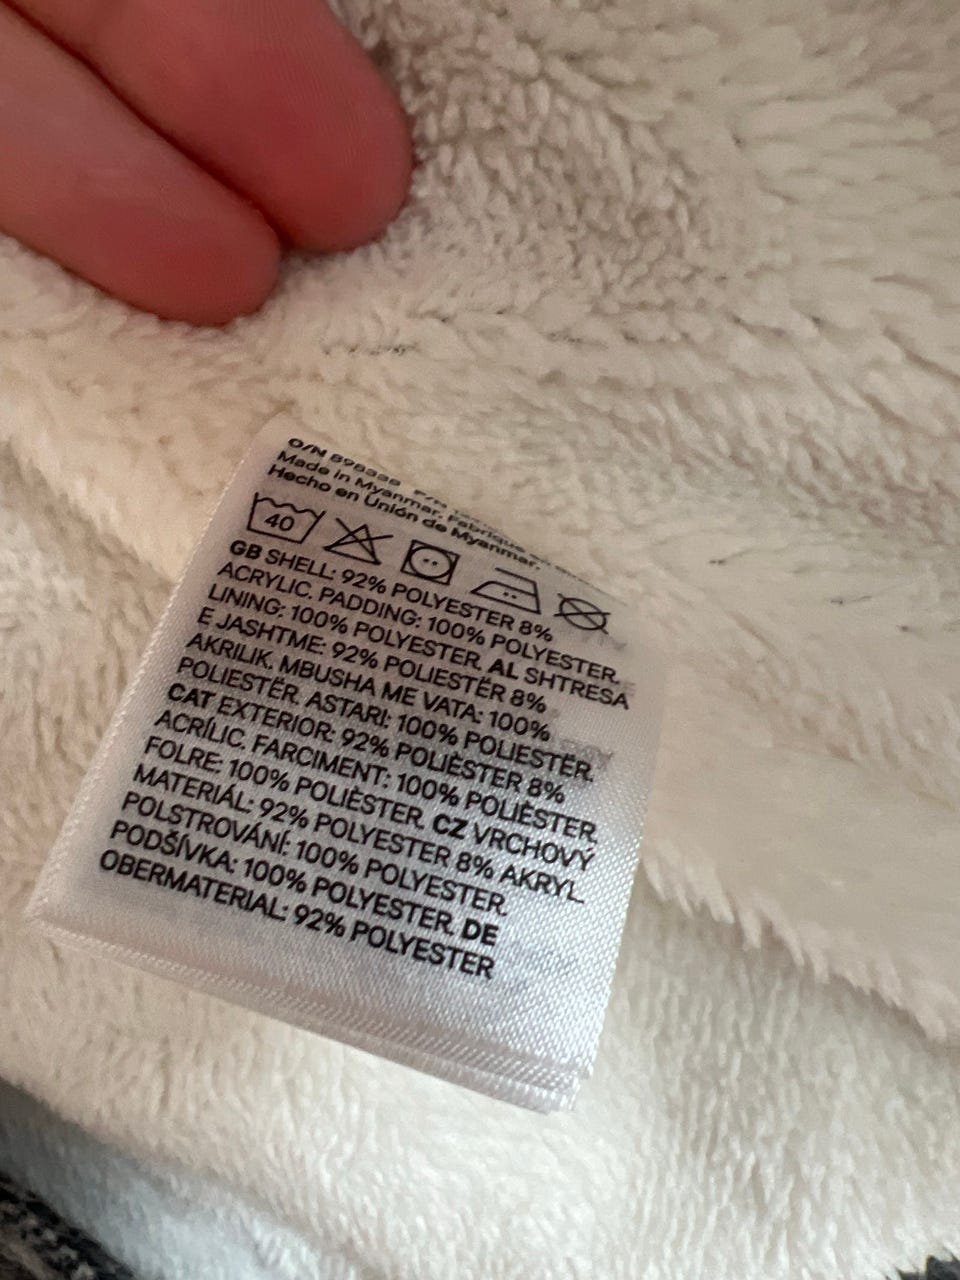 O/N
Made in Myanmar. Fabriqué en
Hecho en Unión de Myanmar.
40
GB SHELL: 92% POLYESTER 8%
ACRYLIC. PADDING: 100% POLYESTER.
LINING: 100% POLYESTER. AL SHTRESA
E JASHTME: 92% POLIESTËR 8%
AKRILIK. MBUSHA ME VATA: 100%
POLIESTËR. ASTARI: 100% POLIESTËR.
CAT EXTERIOR: 92% POLIÈSTER 8%
ACRÍLIC. FARCIMENT: 100% POLIÈSTER.
FOLRE: 100% POLIÈSTER. CZ VRCHOVÝ
MATERIÁL: 92% POLYESTER 8% AKRYL.
POLSTROVÁNÍ: 100% POLYESTER.
PODŠÍVKA: 100% POLYESTER. DE
OBERMATERIAL: 92% POLYESTER